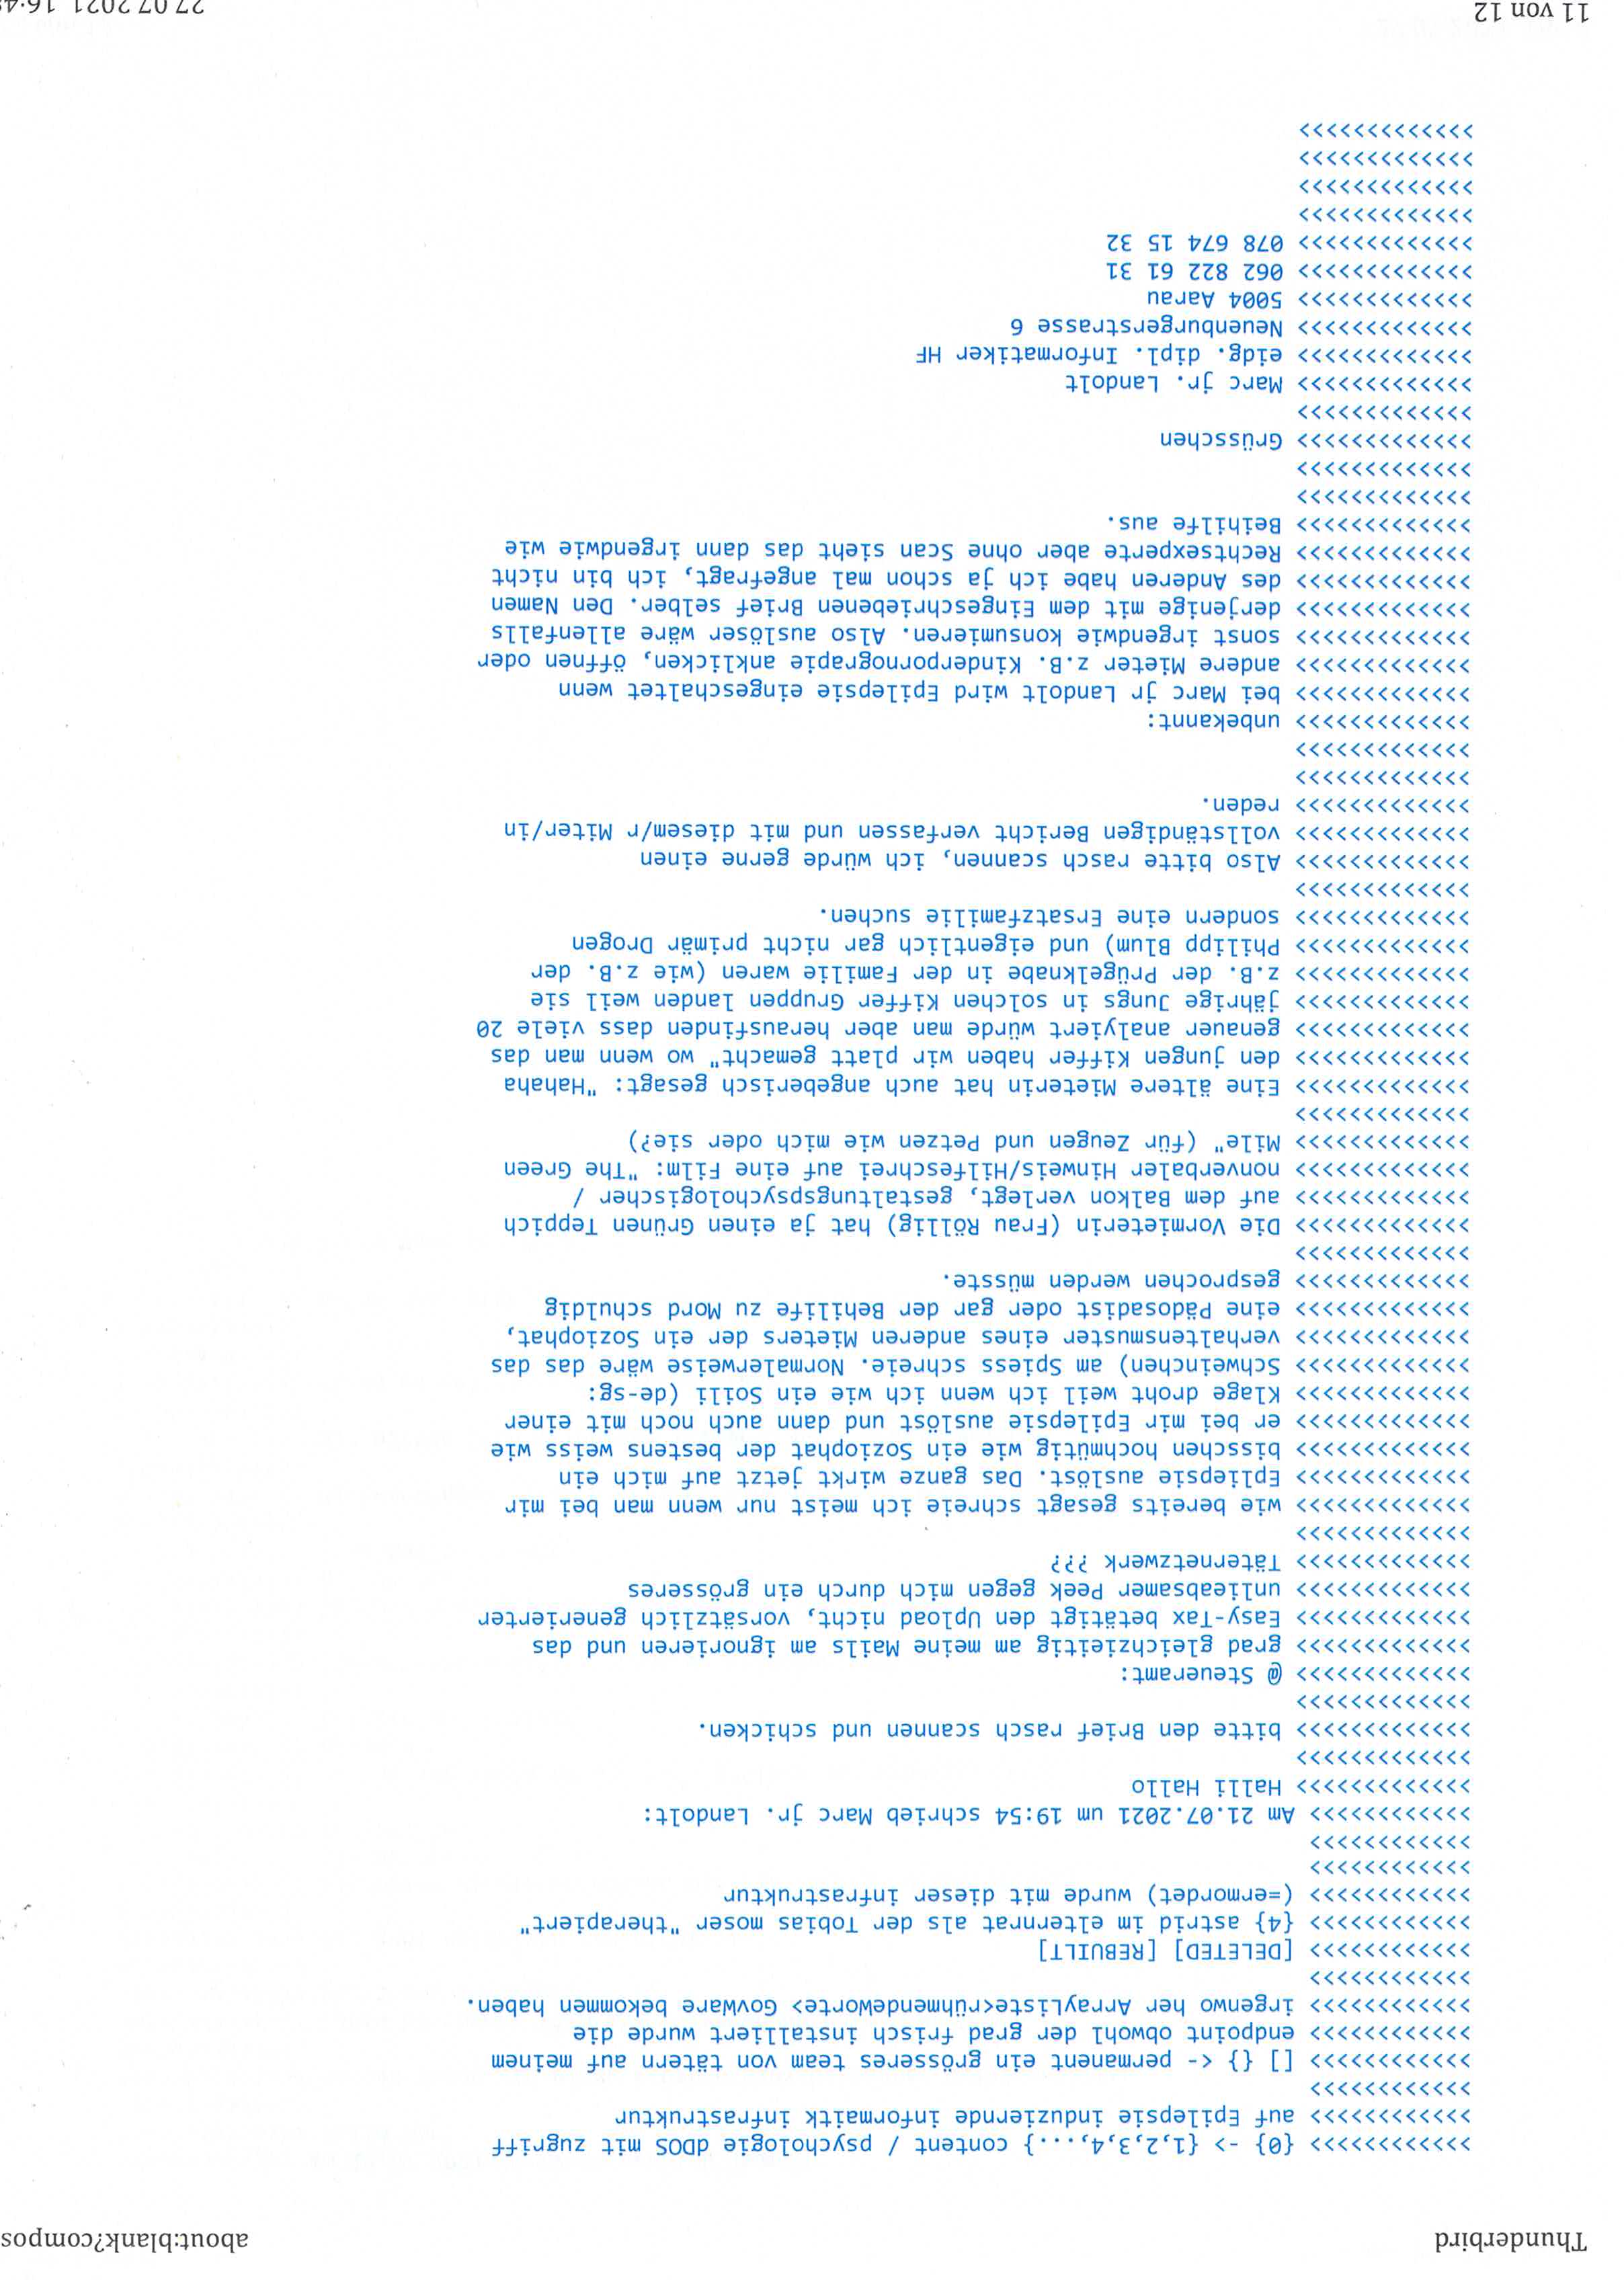 Thunderbird
about:blank?compos
>>>>>>>>>>>> {0} -> {1,2,3,4,...} content / psychologie dDOS mit zugriff
>>>>>>>>>>>> auf Epilepsie induziernde informaitk infrastruktur
>>>>>>>>>>>>
>>>>>>>>>>>> [] {} <- permanent ein grösseres team von tätern auf meinem
>>>>>>>>>>>> endpoint obwohl der grad frisch installiert wurde die
>>>>>>>>>>>> irgenwo her ArrayListe<rühmendeWorte> GovWare bekommen haben.
>>>>>>>>>>>>
>>>>>>>>>>>> [DELETED] [REBUILT]
>>>>>>>>>>>> {4} astrid im elternrat als der Tobias moser "therapiert"
>>>>>>>>>>>> (=ermordet) wurde mit dieser infrastruktur
>>>>>>>>>>>>
>>>>>>>>>>>>
>>>>>>>>>>>> Am 21.07.2021 um 19:54 schrieb Marc jr. Landolt:
>>>>>>>>>>>>> Halli Hallo
>>>>>>>>>>>>>
>>>>>>>>>>>>> bitte den Brief rasch scannen und schicken.
>>>>>>>>>>>>>
>>>>>>>>>>>>> @ Steueramt:
>>>>>>>>>>>>> grad gleichzieitig am meine Mails am ignorieren und das
>>>>>>>>>>>>> Easy-Tax betätigt den Upload nicht, vorsätzlich generierter
>>>>>>>>>>>>> unlieabsamer Peek gegen mich durch ein grösseres
>>>>>>>>>>>>> Täternetzwerk ???
>>>>>>>>>>>>>
>>>>>>>>>>>>> wie bereits gesagt schreie ich meist nur wenn man bei mir
>>>>>>>>>>>>> Epliepsie auslöst. Das ganze wirkt jetzt auf mich ein
>>>>>>>>>>>>> bisschen hochmütig wie ein Soziophat der bestens weiss wie
>>>>>>>>>>>>> er bei mir Epilepsie auslöst und dann auch noch mit einer
>>>>>>>>>>>>> Klage droht weil ich wenn ich wie ein Soili (de-sg:
>>>>>>>>>>>>> Schweinchen) am Spiess schreie. Normalerweise wäre das das
>>>>>>>>>>>>> verhaltensmuster eines anderen Mieters der ein Soziophat,
>>>>>>>>>>>>> eine Pädosadist oder gar der Behilfe zu Mord schuldig
>>>>>>>>>>>>> gesprochen werden müsste.
>>>>>>>>>>>>>
>>>>>>>>>>>>> Die Vormieterin (Frau Röllig) hat ja einen Grünen Teppich
>>>>>>>>>>>>> auf dem Balkon verlegt, gestaltungspsychologischer /
>>>>>>>>>>>>> nonverbaler Hinweis/Hilfeschrei auf eine Film: "The Green
>>>>>>>>>>>>> Mile" (für Zeugen und Petzen wie mich oder sie?)
>>>>>>>>>>>>>
>>>>>>>>>>>>> Eine ältere Mieterin hat auch angeberisch gesagt: "Hahaha
>>>>>>>>>>>>> den jungen Kiffer haben wir platt gemacht" wo wenn man das
>>>>>>>>>>>>> genauer analyiert würde man aber herausfinden dass viele 20
>>>>>>>>>>>>> jährige Jungs in solchen Kiffer Gruppen landen weil sie
>>>>>>>>>>>>> z.B. der Prügelknabe in der Familie waren (wie z.B. der
>>>>>>>>>>>>> Philipp Blum) und eigentlich gar nicht primär Drogen
>>>>>>>>>>>>> sondern eine Ersatzfamilie suchen.
>>>>>>>>>>>>>
>>>>>>>>>>>>> Also bitte rasch scannen, ich würde gerne einen
>>>>>>>>>>>>> vollständigen Bericht verfassen und mit diesem/r Miter/in
>>>>>>>>>>>>> reden.
>>>>>>>>>>>>>
>>>>>>>>>>>>>
>>>>>>>>>>>>> unbekannt:
>>>>>>>>>>>>> bei Marc jr Landolt wird Epilepsie eingeschaltet wenn
>>>>>>>>>>>>> andere Mieter z.B. Kinderpornograpie anklicken, öffnen oder
>>>>>>>>>>>>> sonst irgendwie konsumieren. Also auslöser wäre allenfalls
>>>>>>>>>>>>> derjenige mit dem Eingeschriebenen Brief selber. Den Namen
>>>>>>>>>>>>> des Anderen habe ich ja schon mal angefragt, ich bin nicht
>>>>>>>>>>>>> Rechtsexperte aber ohne Scan sieht das dann irgendwie wie
>>>>>>>>>>>>> Beihilfe aus.
>>>>>>>>>>>>>
>>>>>>>>>>>>>
>>>>>>>>>>>>> Grüsschen
>>>>>>>>>>>>>
>>>>>>>>>>>>> Marc jr. Landolt
>>>>>>>>>>>>> eidg. dipl. Informatiker HF
>>>>>>>>>>>>> Neuenburgerstrasse 6
>>>>>>>>>>>>> 5004 Aarau
>>>>>>>>>>>>> 062 822 61 31
>>>>>>>>>>>>> 078 674 15 32
>>>>>>>>>>>>>
>>>>>>>>>>>>>
>>>>>>>>>>>>>
>>>>>>>>>>>>>
11 von 12
27.07.2021, 16:4